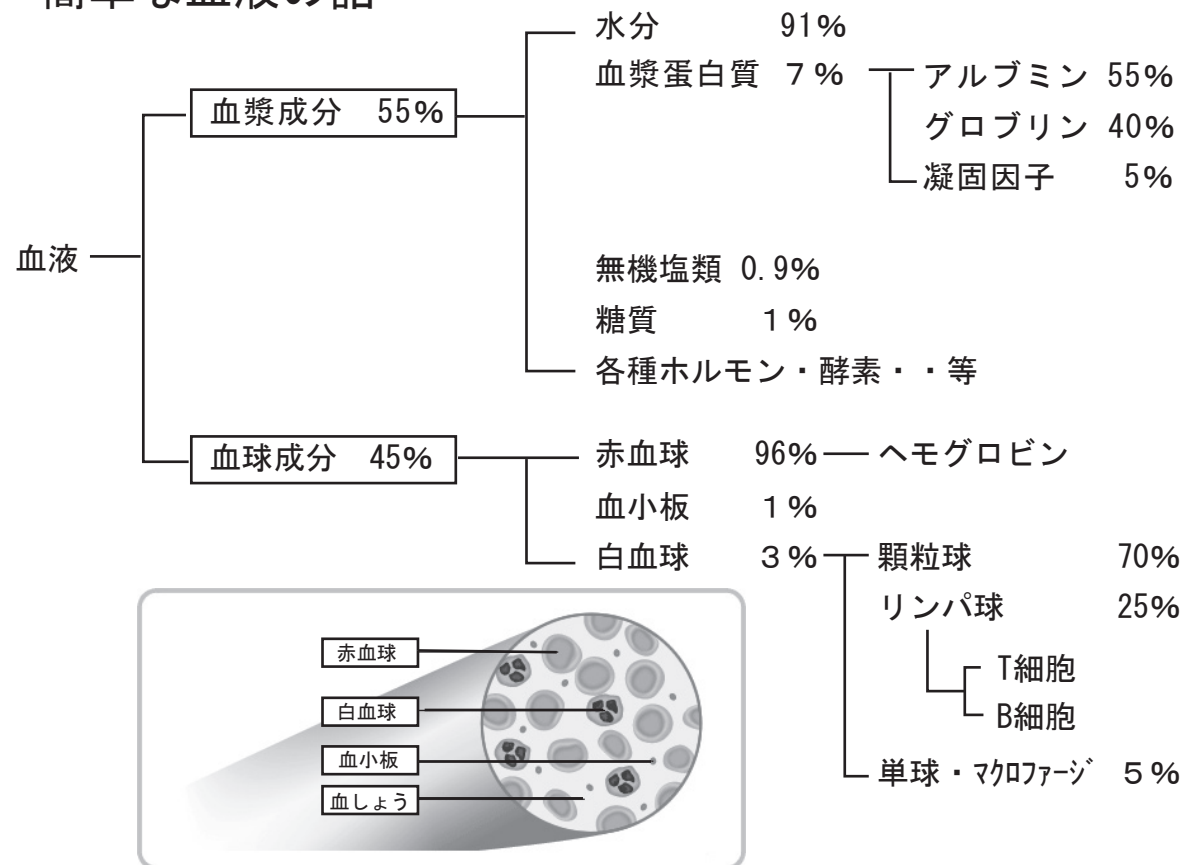 簡単な血液の話
水分 91%
血漿蛋白質 7% アルブミン 55%
血漿成分 55%
グロブリン 40%
凝固因子 5%
血液
無機塩類 0.9%
糖質 1%
各種ホルモン・酵素・・等
血球成分 45%
赤血球 96% ヘモグロビン
血小板 1%
白血球 3% 顆粒球 70%
リンパ球 25%
T細胞
B細胞
単球・マクロファージ 5%
赤血球
白血球
血小板
血しょう